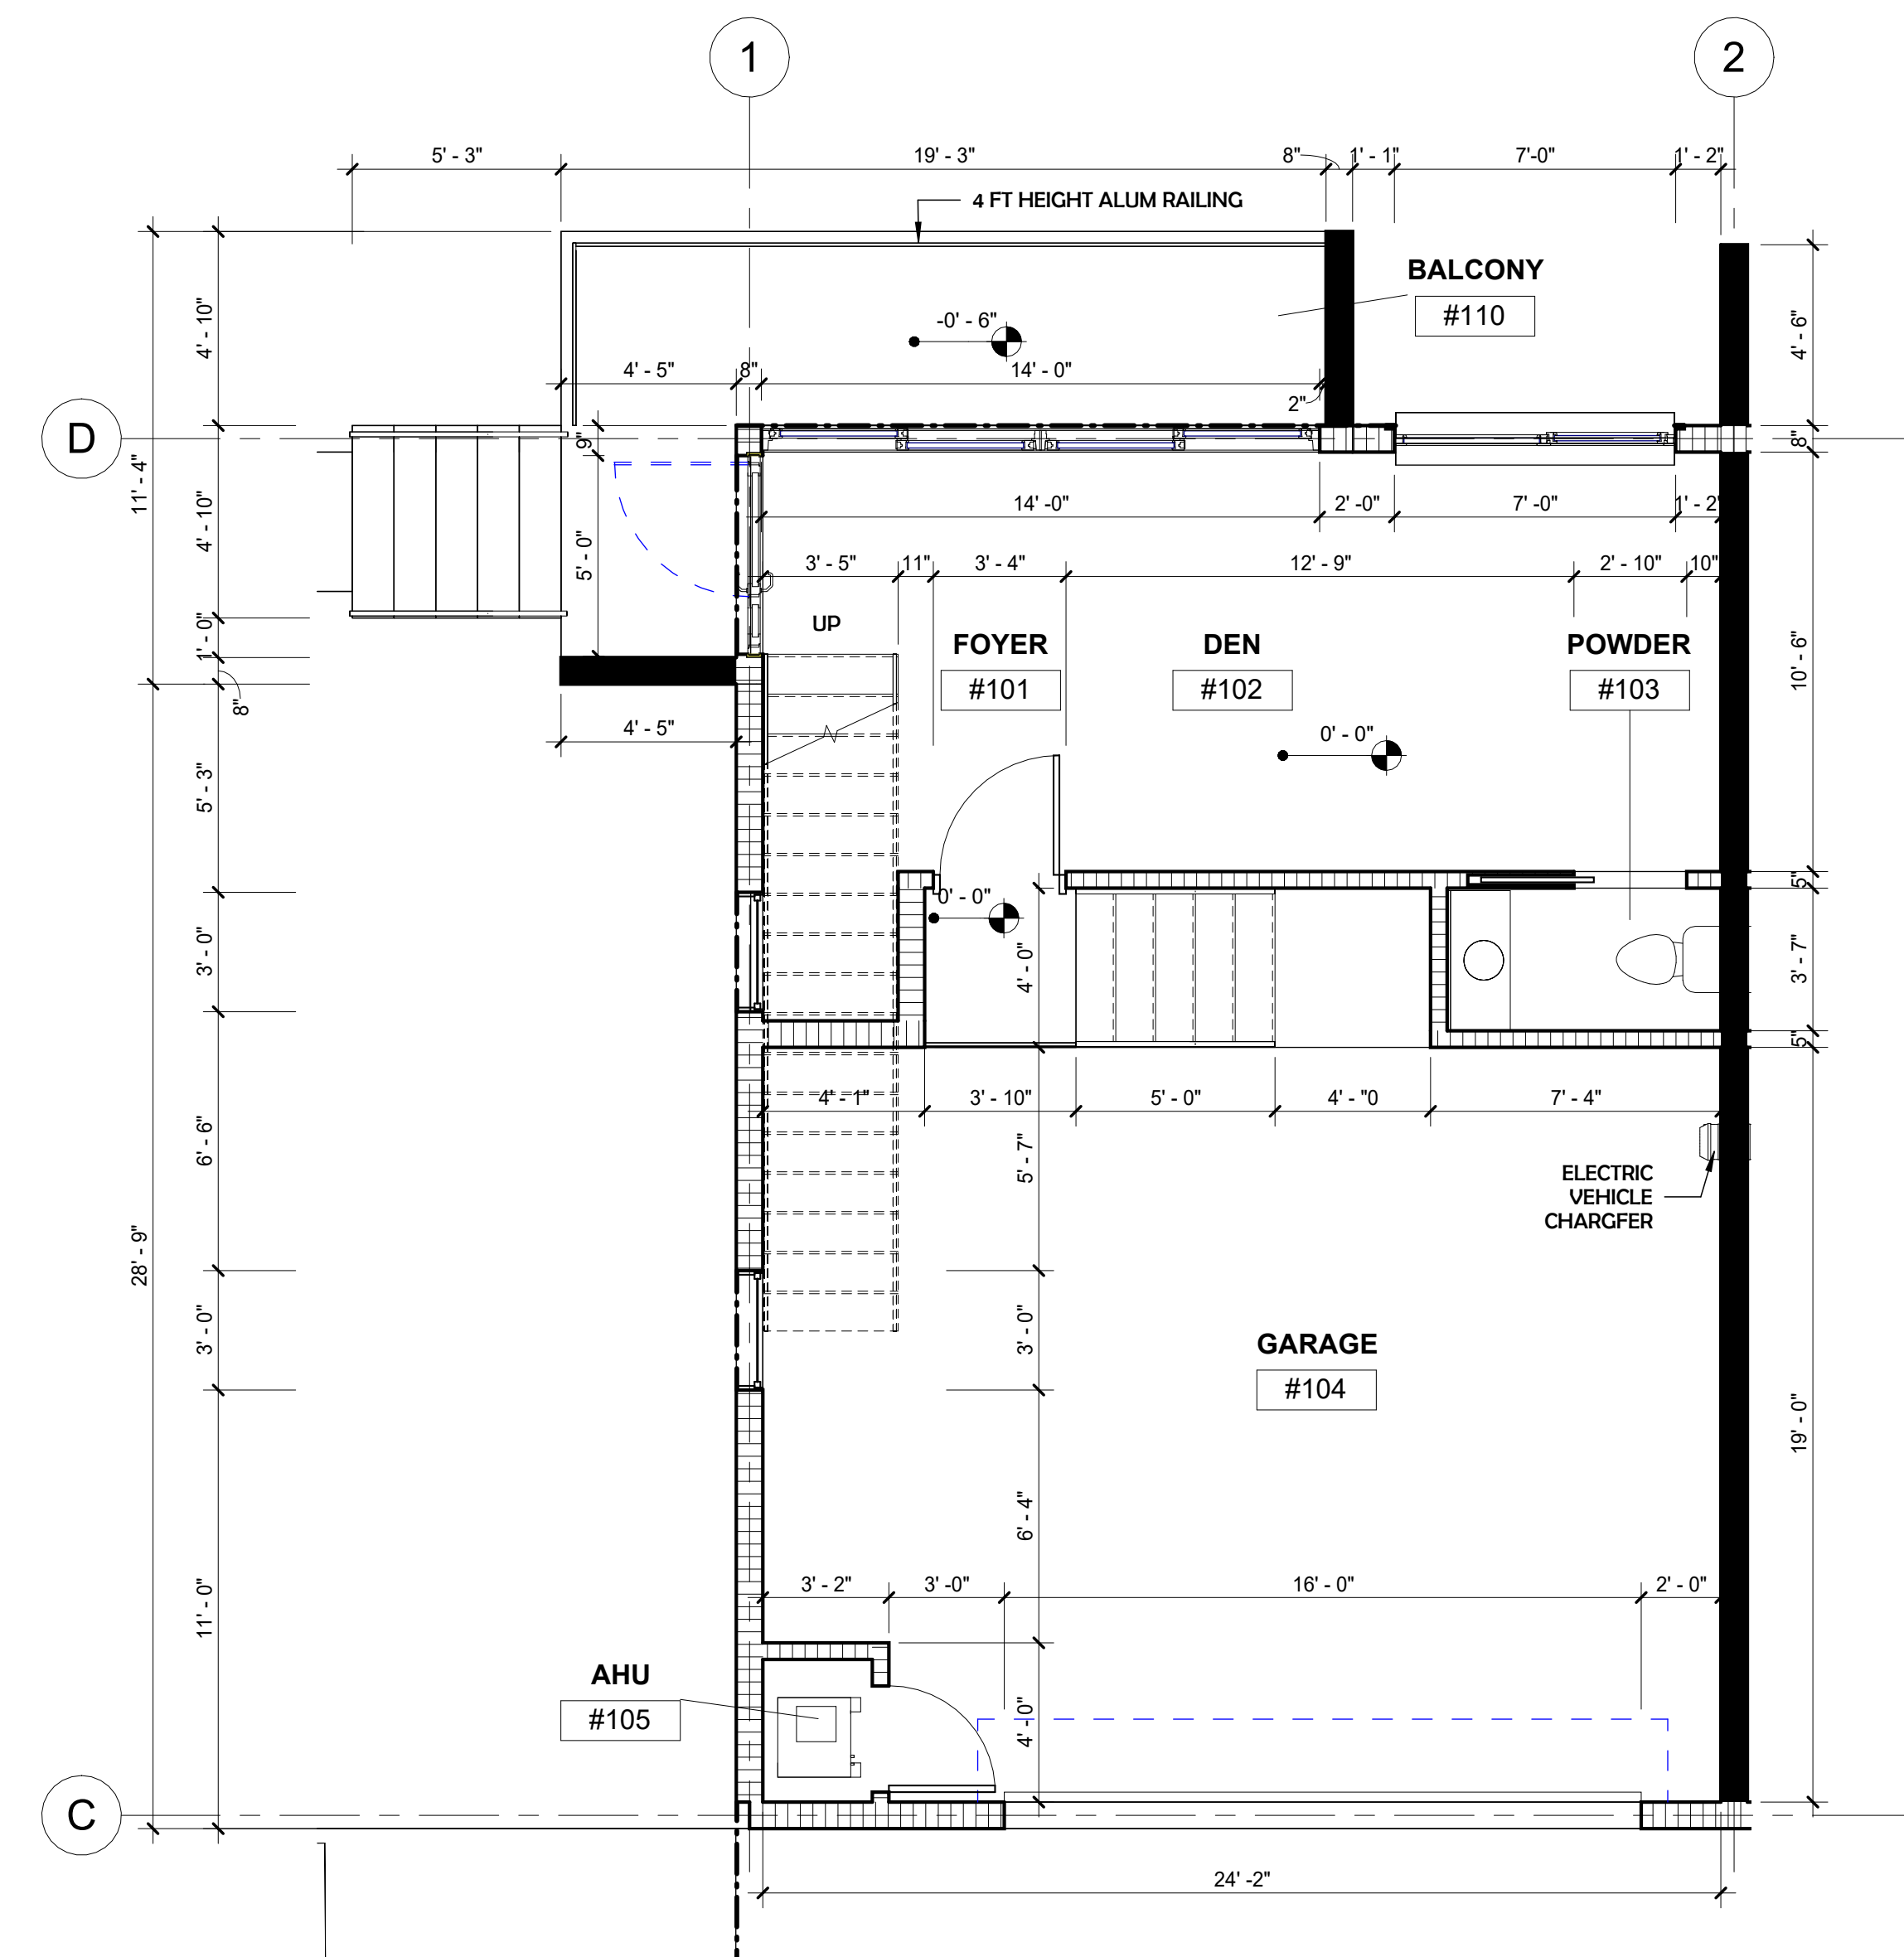 1
2
5' - 3"
19' - 3"
8"
1' - 1"
7'-0"
1' - 2"
4 FT HEIGHT ALUM RAILING
BALCONY
#110
-0' - 6"
4' - 10"
4' - 6"
4' - 5"
8"
14' - 0"
2"
D
9"
8"
11' - 4"
4' - 10"
5' - 0"
14' -0"
2' -0"
7' -0"
1' - 2"
3' - 5"
11"
3' - 4"
12' - 9"
2' - 10"
10"
UP
FOYER
#101
DEN
#102
POWDER
#103
10' - 6"
1' - 0"
8"
4' - 5"
0' - 0"
5' - 3"
5"
0' - 0"
3' - 0"
4' - 0"
3' - 7"
5"
4' - 1"
3' - 10"
5' - 0"
4' - "0
7' - 4"
6' - 6"
5' - 7"
ELECTRIC
VEHICLE
CHARGFER
28' - 9"
3' - 0"
3' - 0"
GARAGE
#104
19' - 0"
6' - 4"
3' - 2"
3' -0"
16' - 0"
2' - 0"
11' - 0"
AHU
#105
4' - 0"
C
24' -2"